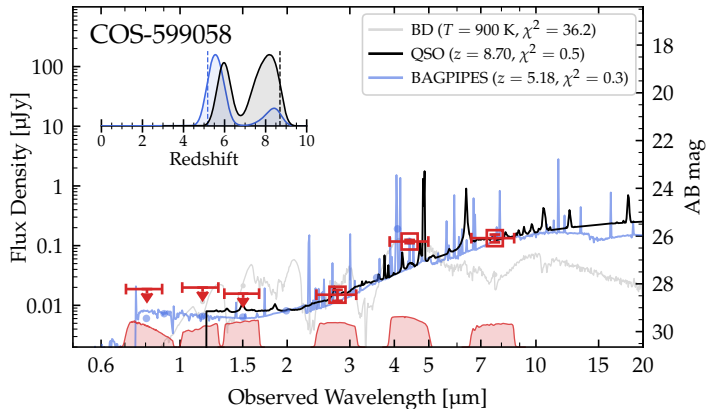 COS-599058
BD (T = 900 K, χ² = 36.2)
QSO (z = 8.70, χ² = 0.5)
BAGPIPES (z = 5.18, χ² = 0.3)
0 2 4 6 8 10
Redshift
100
10
1
0.1
0.01
Flux Density [µJy]
18
20
22
24
26
28
30
AB mag
0.6 1 1.5 2 3 4 5 7 10 15 20
Observed Wavelength [µm]